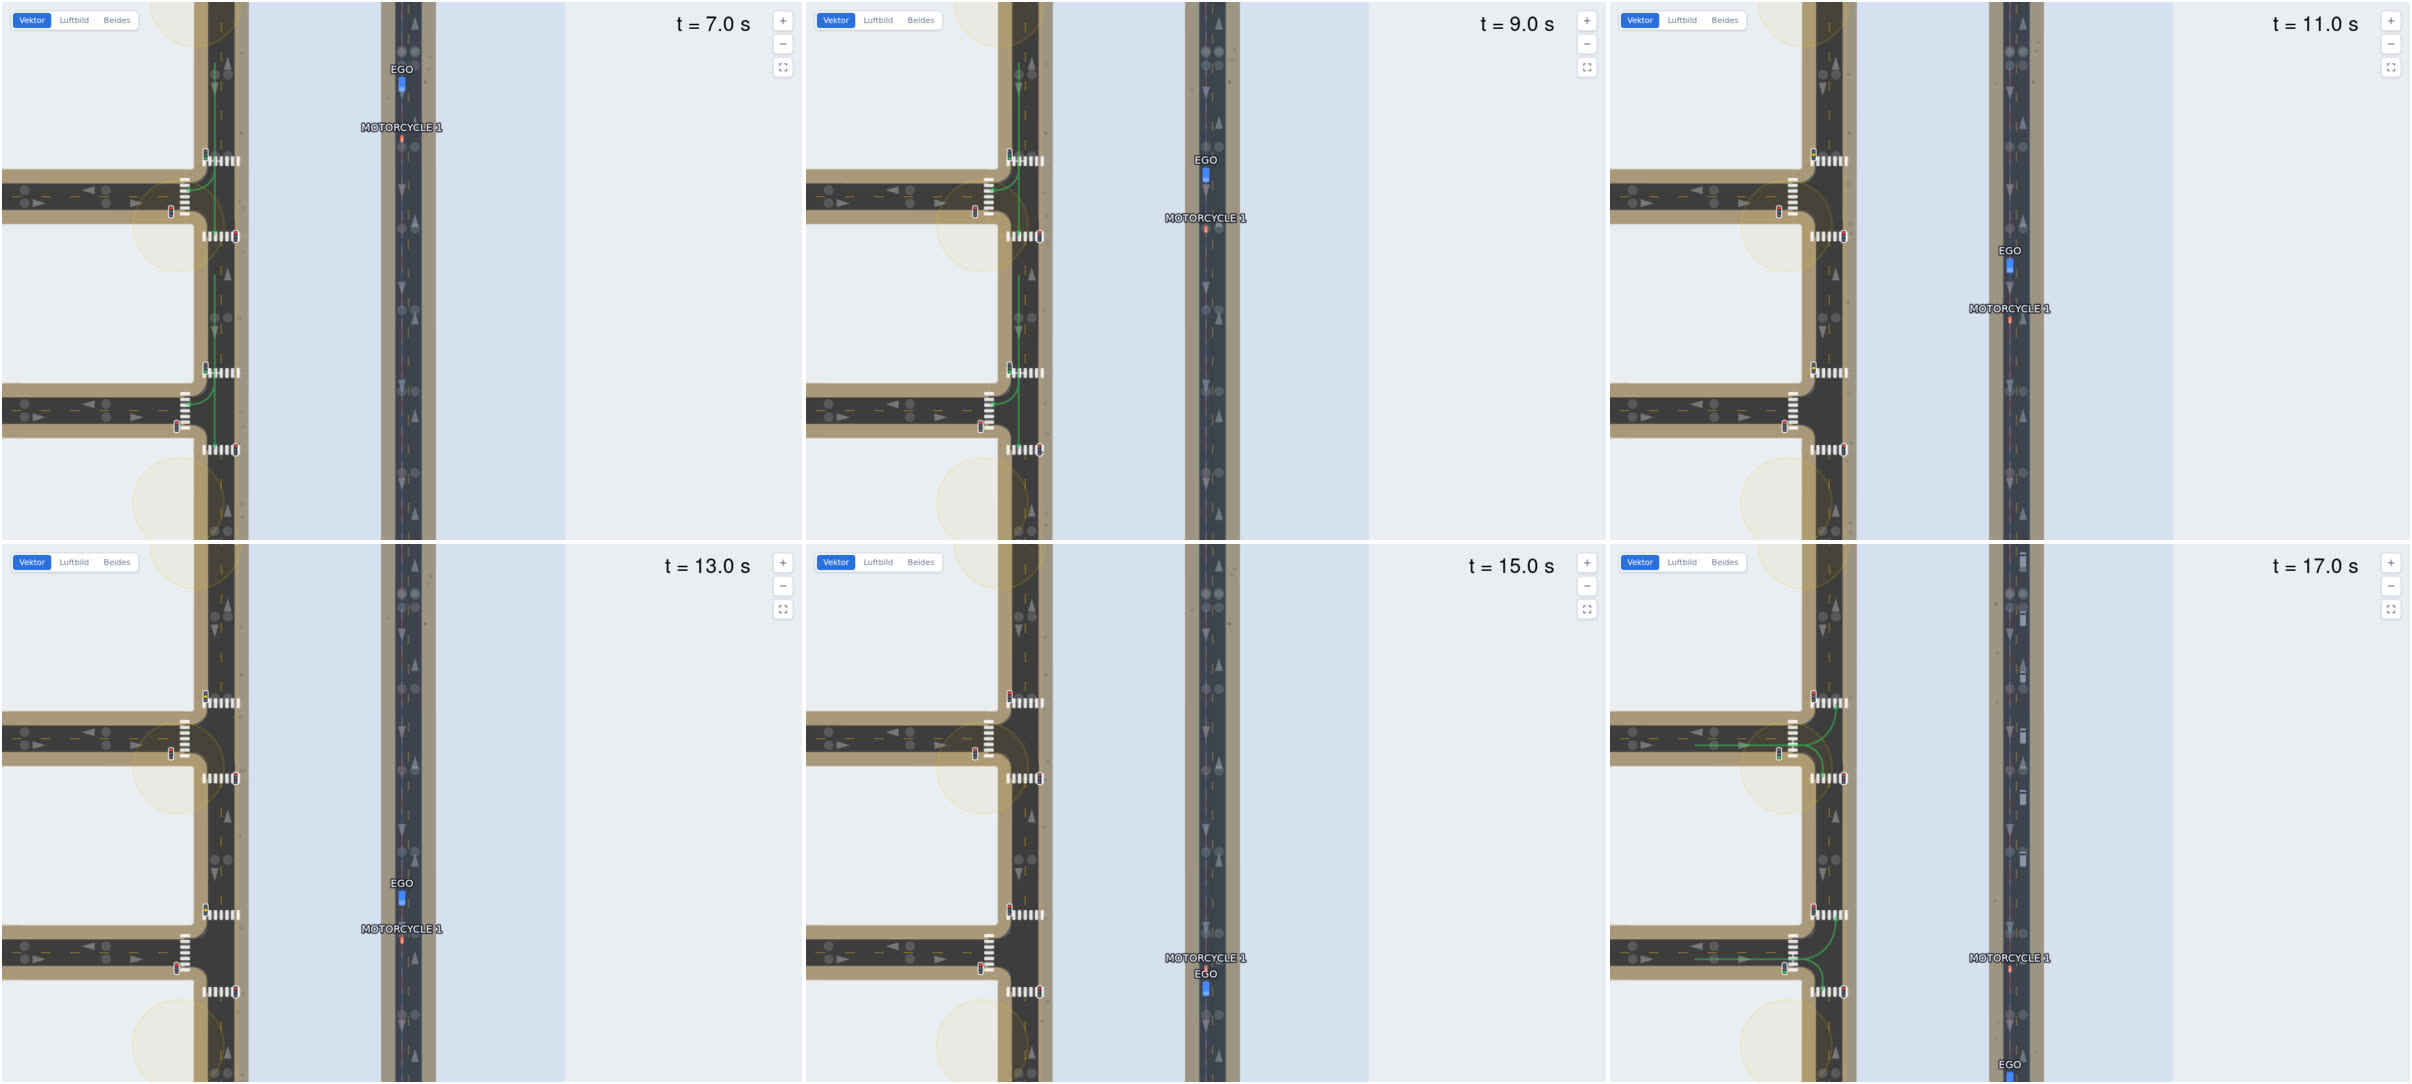 Vektor Luftbild Beides
t = 7.0 s
+
−
EGO
MOTORCYCLE 1
Vektor Luftbild Beides
t = 9.0 s
+
−
EGO
MOTORCYCLE 1
Vektor Luftbild Beides
t = 11.0 s
+
−
EGO
MOTORCYCLE 1
Vektor Luftbild Beides
t = 13.0 s
+
−
EGO
MOTORCYCLE 1
Vektor Luftbild Beides
t = 15.0 s
+
−
MOTORCYCLE 1
EGO
Vektor Luftbild Beides
t = 17.0 s
+
−
MOTORCYCLE 1
EGO